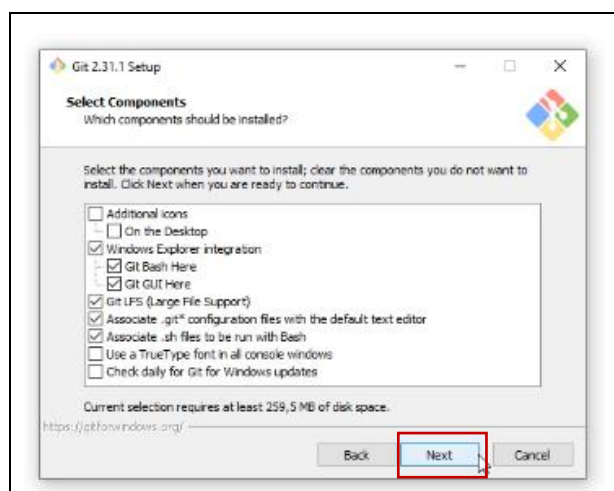 Git 2.31.1 Setup
Select Components
Which components should be installed?
Select the components you want to install; clear the components you do not want to
install. Click Next when you are ready to continue.
Additional icons
On the Desktop
Windows Explorer integration
Git Bash Here
Git GUI Here
Git LFS (Large File Support)
Associate .git* configuration files with the default text editor
Associate .sh files to be run with Bash
Use a TrueType font in all console windows
Check daily for Git for Windows updates
Current selection requires at least 259,5 MB of disk space.
https://gitforwindows.org/
Back Next Cancel